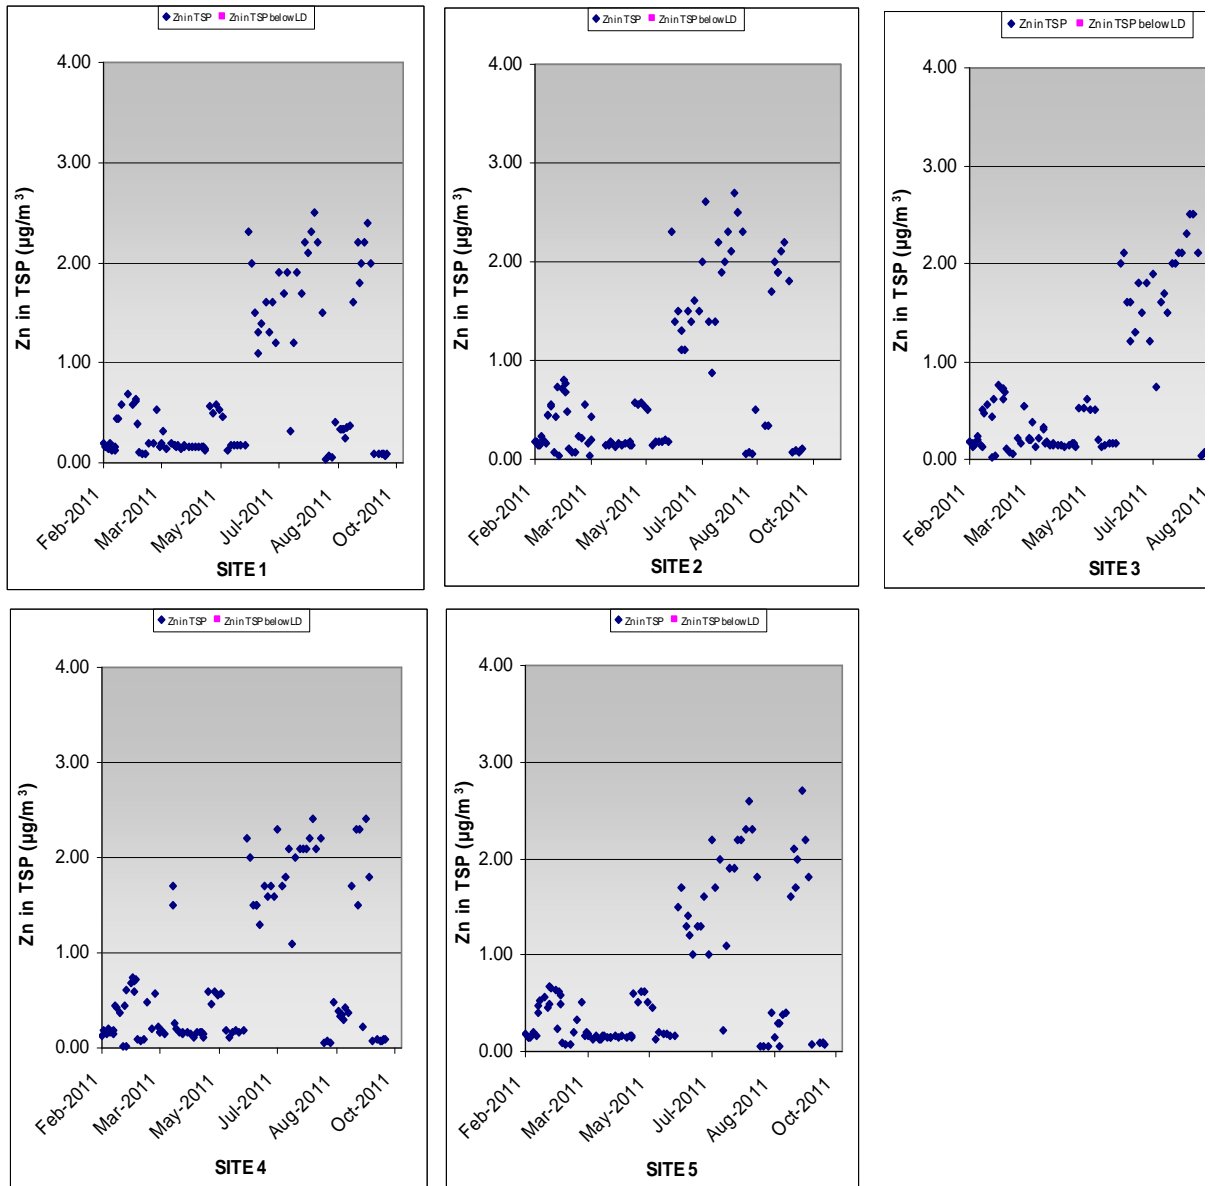 Zn in TSP Zn in TSP below LD
4.00
3.00
2.00
1.00
0.00
Zn in TSP (µg/m³)
Feb-2011
Mar-2011
May-2011
Jul-2011
Aug-2011
Oct-2011
SITE 1
Zn in TSP Zn in TSP below LD
4.00
3.00
2.00
1.00
0.00
Zn in TSP (µg/m³)
Feb-2011
Mar-2011
May-2011
Jul-2011
Aug-2011
Oct-2011
SITE 2
Zn in TSP Zn in TSP below LD
4.00
3.00
2.00
1.00
0.00
Zn in TSP (µg/m³)
Feb-2011
Mar-2011
May-2011
Jul-2011
Aug-2011
SITE 3
Zn in TSP Zn in TSP below LD
4.00
3.00
2.00
1.00
0.00
Zn in TSP (µg/m³)
Feb-2011
Mar-2011
May-2011
Jul-2011
Aug-2011
Oct-2011
SITE 4
Zn in TSP Zn in TSP below LD
4.00
3.00
2.00
1.00
0.00
Zn in TSP (µg/m³)
Feb-2011
Mar-2011
May-2011
Jul-2011
Aug-2011
Oct-2011
SITE 5